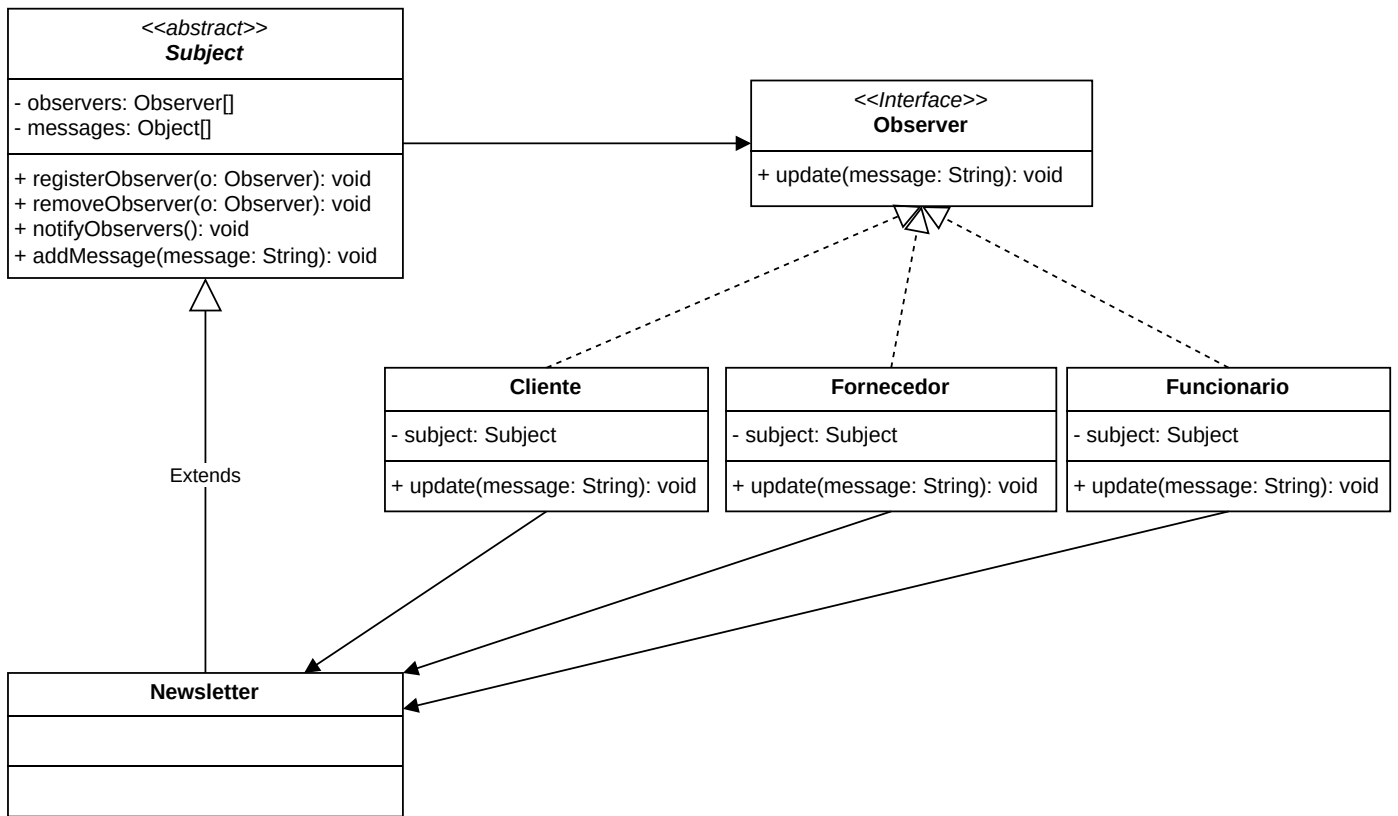 <<abstract>>
Subject
- observers: Observer[]
- messages: Object[]
+ registerObserver(o: Observer): void
+ removeObserver(o: Observer): void
+ notifyObservers(): void
+ addMessage(message: String): void
<<Interface>>
Observer
+ update(message: String): void
Cliente
- subject: Subject
+ update(message: String): void
Fornecedor
- subject: Subject
+ update(message: String): void
Funcionario
- subject: Subject
+ update(message: String): void
Extends
Newsletter